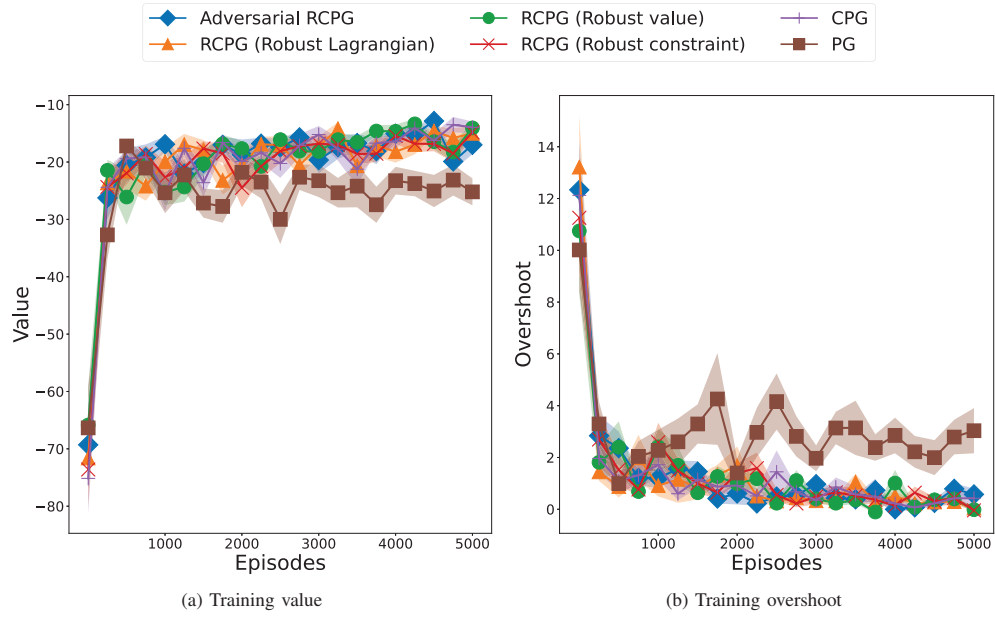 Adversarial RCPG RCPG (Robust value) CPG
RCPG (Robust Lagrangian) RCPG (Robust constraint) PG
−10
−20
−30
−40
−50
−60
−70
−80
Value
1000 2000 3000 4000 5000
Episodes
(a) Training value
14
12
10
8
6
4
2
0
Overshoot
1000 2000 3000 4000 5000
Episodes
(b) Training overshoot